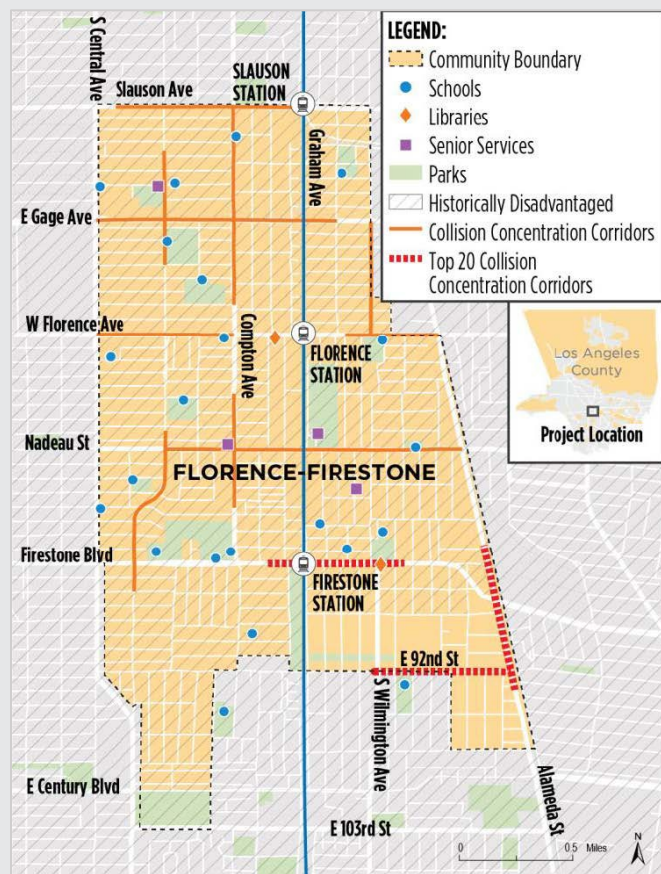 S Central Ave
Slauson Ave
SLAUSON
STATION
Graham Ave
E Gage Ave
W Florence Ave
Compton Ave
FLORENCE
STATION
Nadeau St
FLORENCE-FIRESTONE
Firestone Blvd
FIRESTONE
STATION
E 92nd St
S Wilmington Ave
E Century Blvd
Alameda St
E 103rd St
LEGEND:
Community Boundary
Schools
Libraries
Senior Services
Parks
Historically Disadvantaged
Collision Concentration Corridors
Top 20 Collision
Concentration Corridors
Los Angeles
County
Project Location
0 0.5 Miles
N